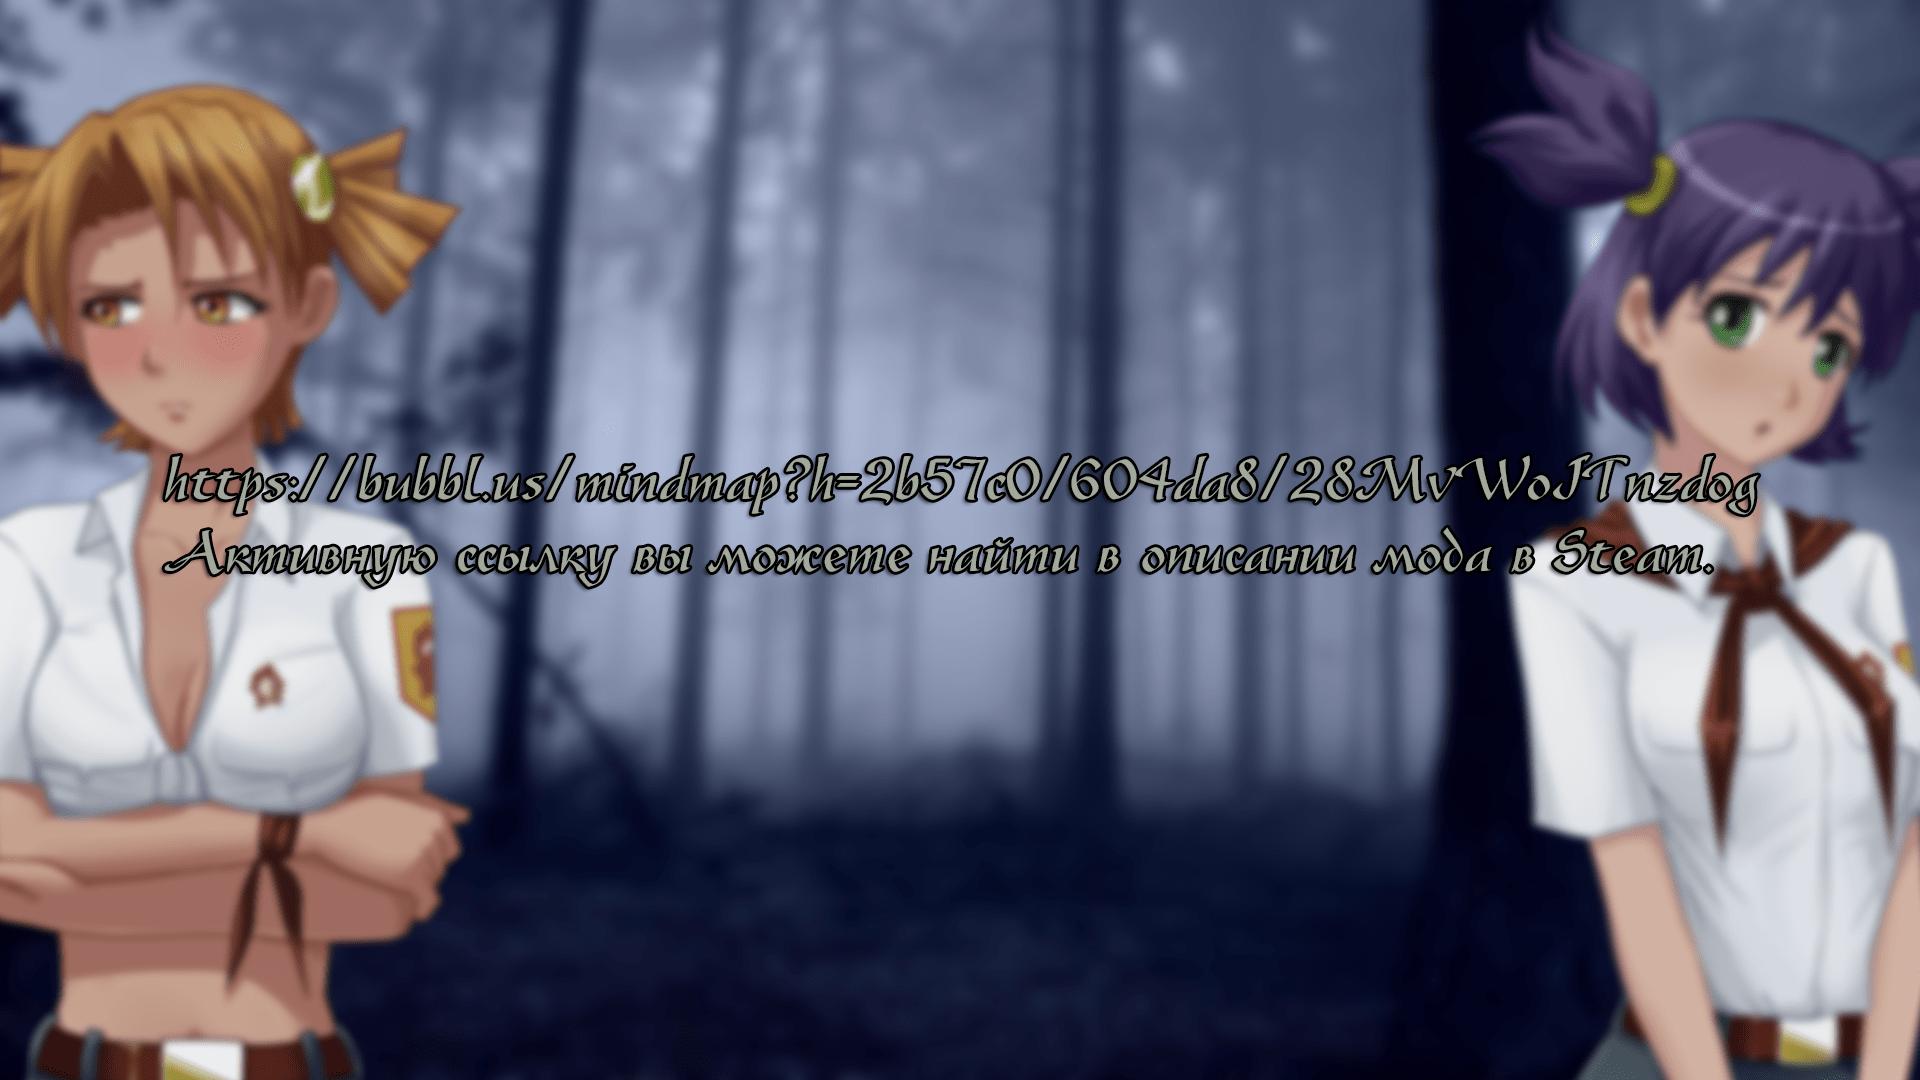 https://bubbl.us/mindmap?h=2b57c0/604da8/28MvWoJTnzdog
Активную ссылку вы можете найти в описании мода в Steam.